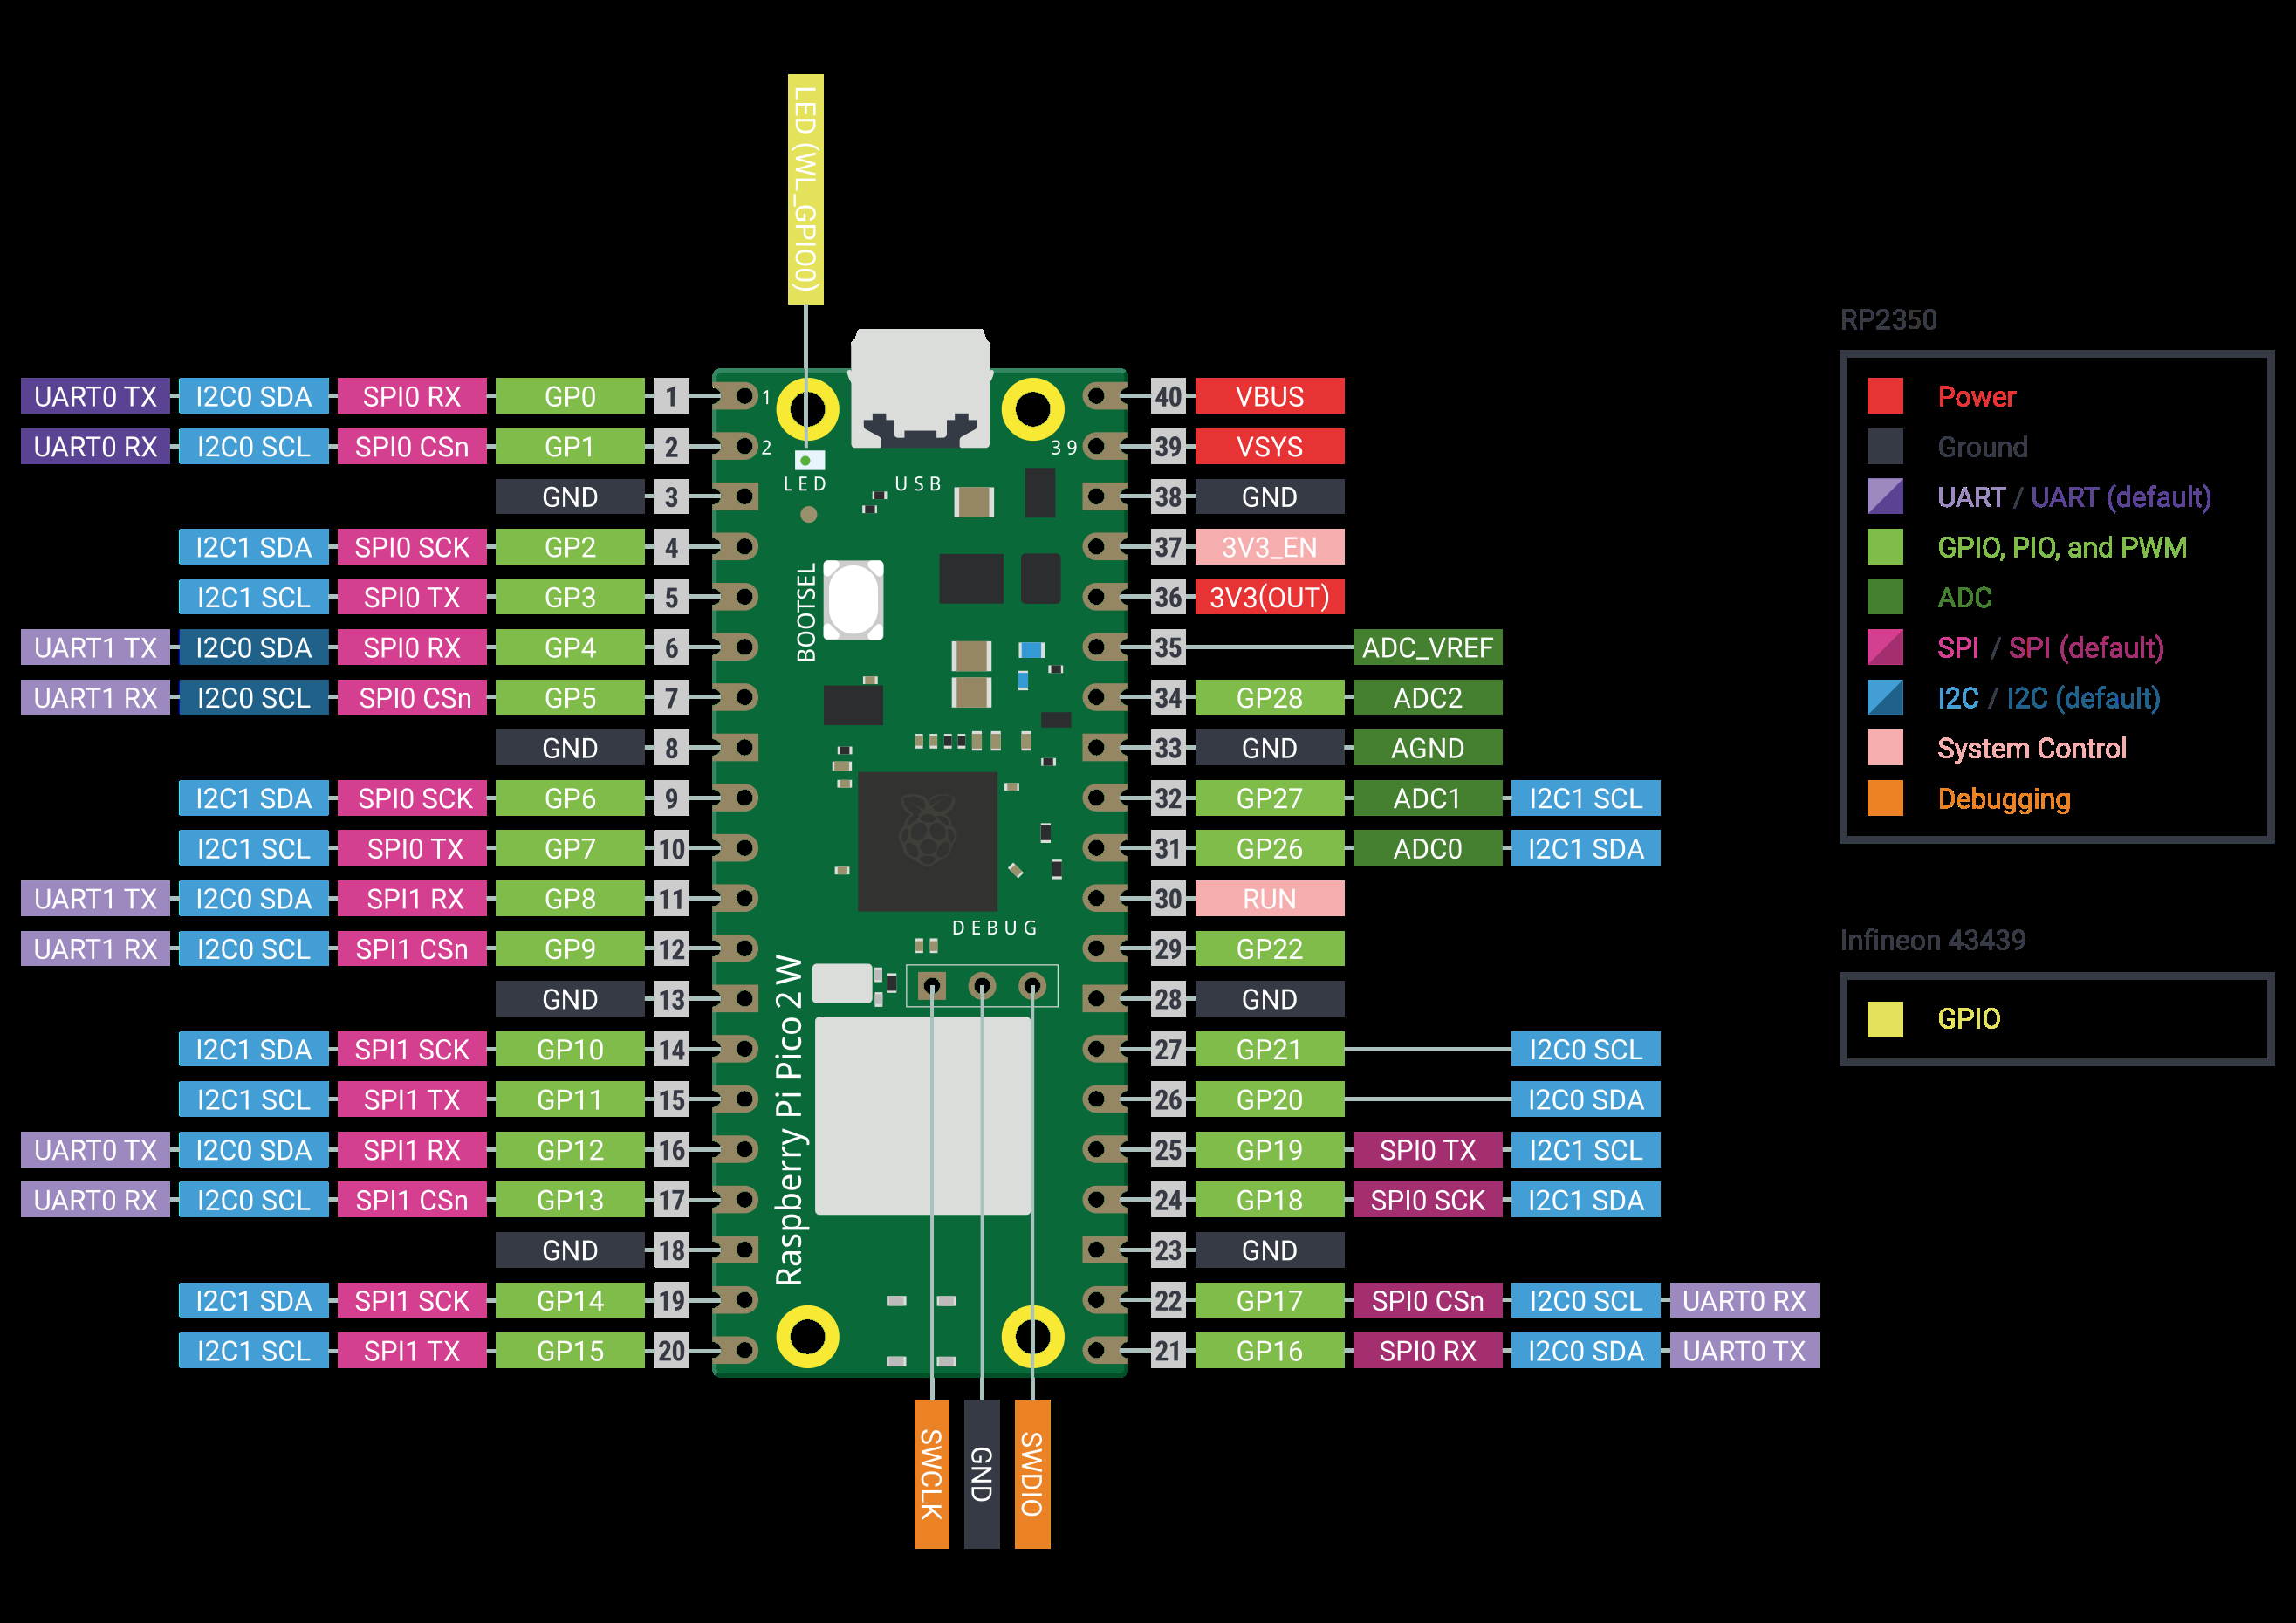 LED (WL_GPIO0)
RP2350
UART0 TX I2C0 SDA SPI0 RX GP0 1 1 40 VBUS Power
UART0 RX I2C0 SCL SPI0 CSn GP1 2 2 39 39 VSYS Ground
LED USB
GND 3 38 GND UART / UART (default)
I2C1 SDA SPI0 SCK GP2 4 37 3V3_EN GPIO, PIO, and PWM
BOOTSEL
I2C1 SCL SPI0 TX GP3 5 36 3V3(OUT) ADC
UART1 TX I2C0 SDA SPI0 RX GP4 6 35 ADC_VREF SPI / SPI (default)
UART1 RX I2C0 SCL SPI0 CSn GP5 7 34 GP28 ADC2 I2C / I2C (default)
GND 8 33 GND AGND System Control
I2C1 SDA SPI0 SCK GP6 9 32 GP27 ADC1 I2C1 SCL Debugging
I2C1 SCL SPI0 TX GP7 10 31 GP26 ADC0 I2C1 SDA
UART1 TX I2C0 SDA SPI1 RX GP8 11 30 RUN
DEBUG
UART1 RX I2C0 SCL SPI1 CSn GP9 12 29 GP22 Infineon 43439
GND 13 28 GND GPIO
Raspberry Pi Pico 2 W
I2C1 SDA SPI1 SCK GP10 14 27 GP21 I2C0 SCL
I2C1 SCL SPI1 TX GP11 15 26 GP20 I2C0 SDA
UART0 TX I2C0 SDA SPI1 RX GP12 16 25 GP19 SPI0 TX I2C1 SCL
UART0 RX I2C0 SCL SPI1 CSn GP13 17 24 GP18 SPI0 SCK I2C1 SDA
GND 18 23 GND
I2C1 SDA SPI1 SCK GP14 19 22 GP17 SPI0 CSn I2C0 SCL UART0 RX
I2C1 SCL SPI1 TX GP15 20 21 GP16 SPI0 RX I2C0 SDA UART0 TX
SWCLK
GND
SWDIO